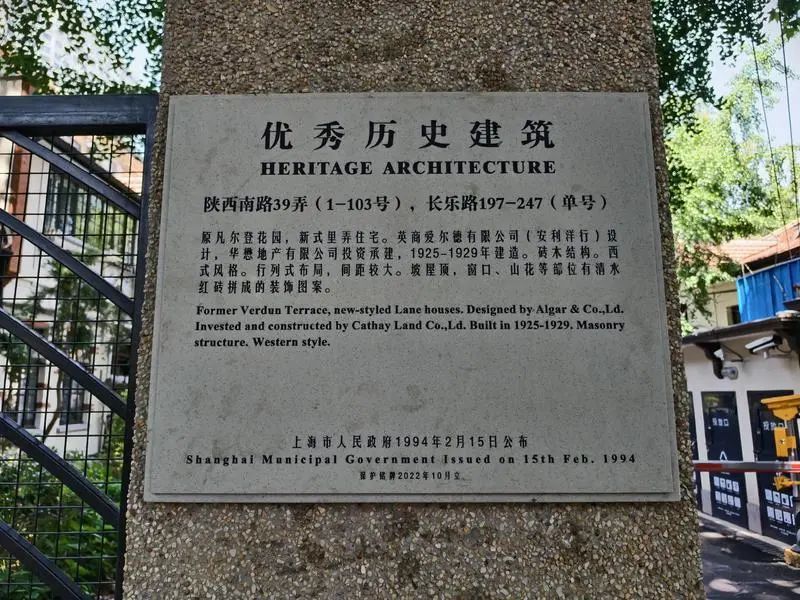 优秀历史建筑
HERITAGE ARCHITECTURE
陕西南路39弄（1-103号），长乐路197-247（单号）
原凡尔登花园，新式里弄住宅。英商爱尔德有限公司（安利洋行）设
计，华懋地产有限公司投资承建，1925-1929年建造。砖木结构。西
式风格。行列式布局，间距较大。坡屋顶，窗口、山花等部位有清水
红砖拼成的装饰图案。
Former Verdun Terrace, new-styled Lane houses. Designed by Algar & Co.,Ld.
Invested and constructed by Cathay Land Co.,Ld. Built in 1925-1929. Masonry
structure. Western style.
上海市人民政府1994年2月15日公布
Shanghai Municipal Government Issued on 15th Feb. 1994
保护铭牌2022年10月立
投放口